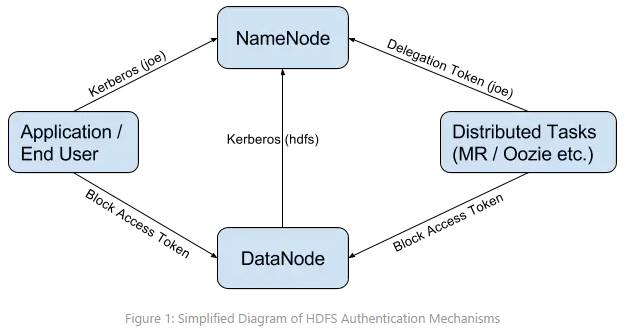 NameNode
Kerberos (joe)
Delegation Token (joe)
Application /
End User
Kerberos (hdfs)
Distributed Tasks
(MR / Oozie etc.)
Block Access Token
Block Access Token
DataNode
Figure 1: Simplified Diagram of HDFS Authentication Mechanisms